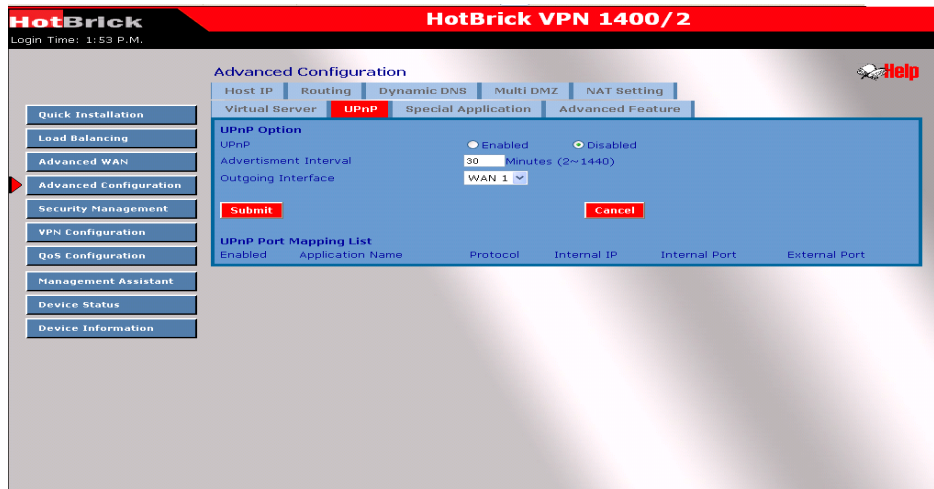 HotBrick
HotBrick VPN 1400/2
Login Time: 1:53 P.M.
Advanced Configuration
Help
Host IP Routing Dynamic DNS Multi DMZ NAT Setting
Virtual Server UPnP Special Application Advanced Feature
Quick Installation
Load Balancing
Advanced WAN
Advanced Configuration
Security Management
VPN Configuration
QoS Configuration
Management Assistant
Device Status
Device Information
UPnP Option
UPnP Enabled Disabled
Advertisment Interval 30 Minutes (2~1440)
Outgoing Interface WAN 1
Submit Cancel
UPnP Port Mapping List
Enabled Application Name Protocol Internal IP Internal Port External Port